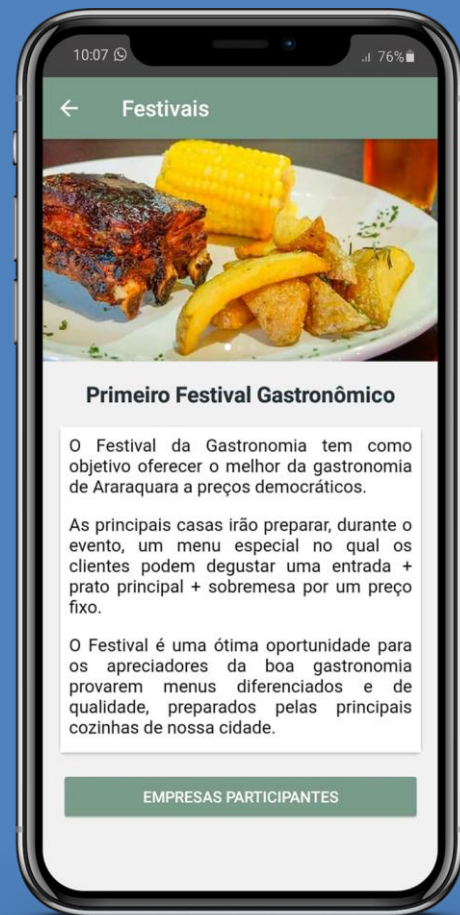 10:07
76%
Festivais
Primeiro Festival Gastronômico
O Festival da Gastronomia tem como
objetivo oferecer o melhor da gastronomia
de Araraquara a preços democráticos.
As principais casas irão preparar, durante o
evento, um menu especial no qual os
clientes podem degustar uma entrada +
prato principal + sobremesa por um preço
fixo.
O Festival é uma ótima oportunidade para
os apreciadores da boa gastronomia
provarem menus diferenciados e de
qualidade, preparados pelas principais
cozinhas de nossa cidade.
EMPRESAS PARTICIPANTES